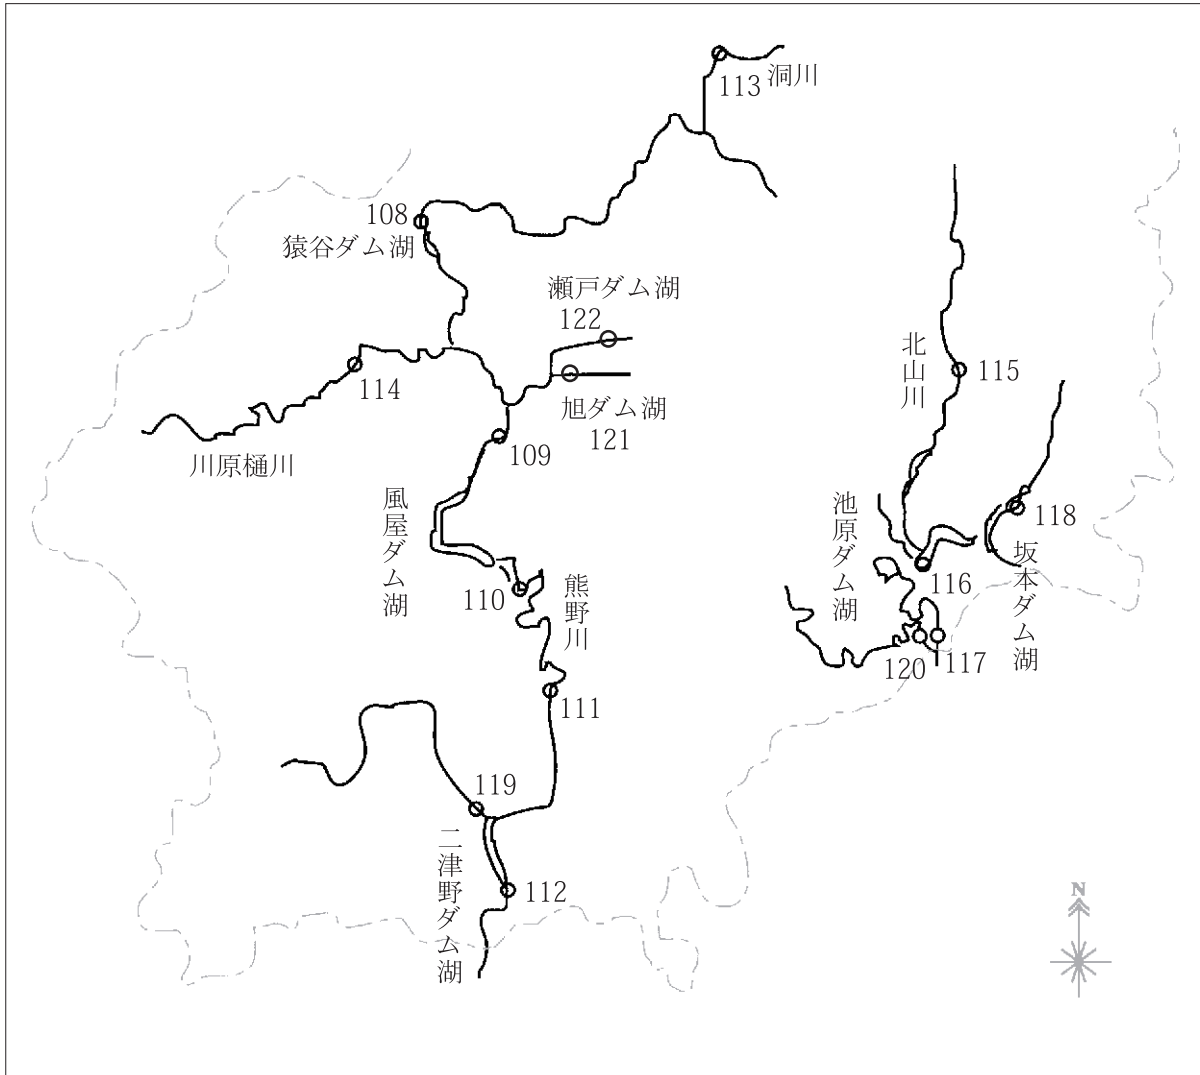 113
洞川
108
猿谷ダム湖
瀬戸ダム湖
122
旭ダム湖
121
114
川原樋川
109
風屋ダム湖
110
熊野川
111
119
二津野ダム湖
112
北山川
115
池原ダム湖
118
坂本ダム湖
116
120
117
N